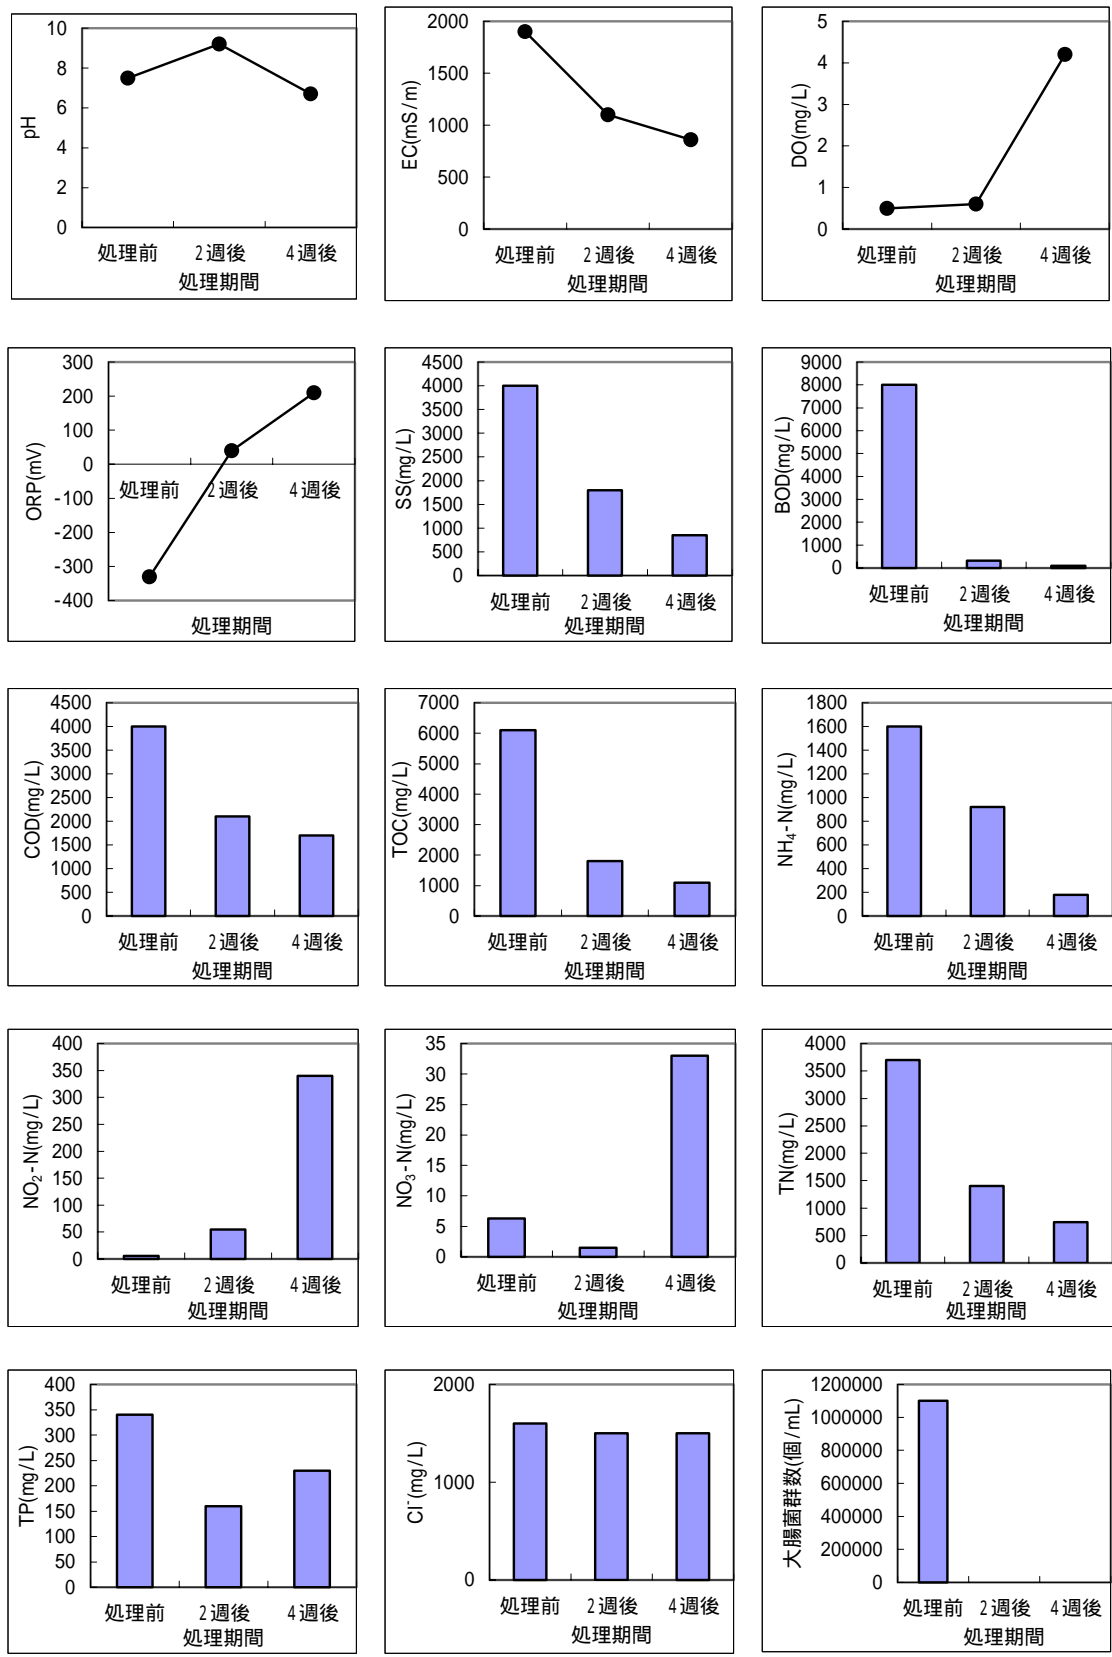 10
8
6
4
2
0
pH
処理前 2週後 4週後
処理期間
2000
1500
1000
500
0
EC(mS/m)
処理前 2週後 4週後
処理期間
5
4
3
2
1
0
DO(mg/L)
処理前 2週後 4週後
処理期間
300
200
100
0
-100
-200
-300
-400
ORP(mV)
処理前 2週後 4週後
処理期間
4500
4000
3500
3000
2500
2000
1500
1000
500
0
SS(mg/L)
処理前 2週後 4週後
処理期間
9000
8000
7000
6000
5000
4000
3000
2000
1000
0
BOD(mg/L)
処理前 2週後 4週後
処理期間
4500
4000
3500
3000
2500
2000
1500
1000
500
0
COD(mg/L)
処理前 2週後 4週後
処理期間
7000
6000
5000
4000
3000
2000
1000
0
TOC(mg/L)
処理前 2週後 4週後
処理期間
1800
1600
1400
1200
1000
800
600
400
200
0
NH₄-N(mg/L)
処理前 2週後 4週後
処理期間
400
350
300
250
200
150
100
50
0
NO₂-N(mg/L)
処理前 2週後 4週後
処理期間
35
30
25
20
15
10
5
0
NO₃-N(mg/L)
処理前 2週後 4週後
処理期間
4000
3500
3000
2500
2000
1500
1000
500
0
TN(mg/L)
処理前 2週後 4週後
処理期間
400
350
300
250
200
150
100
50
0
TP(mg/L)
処理前 2週後 4週後
処理期間
2000
1000
0
Cl⁻(mg/L)
処理前 2週後 4週後
処理期間
1200000
1000000
800000
600000
400000
200000
0
大腸菌群数(個/mL)
処理前 2週後 4週後
処理期間